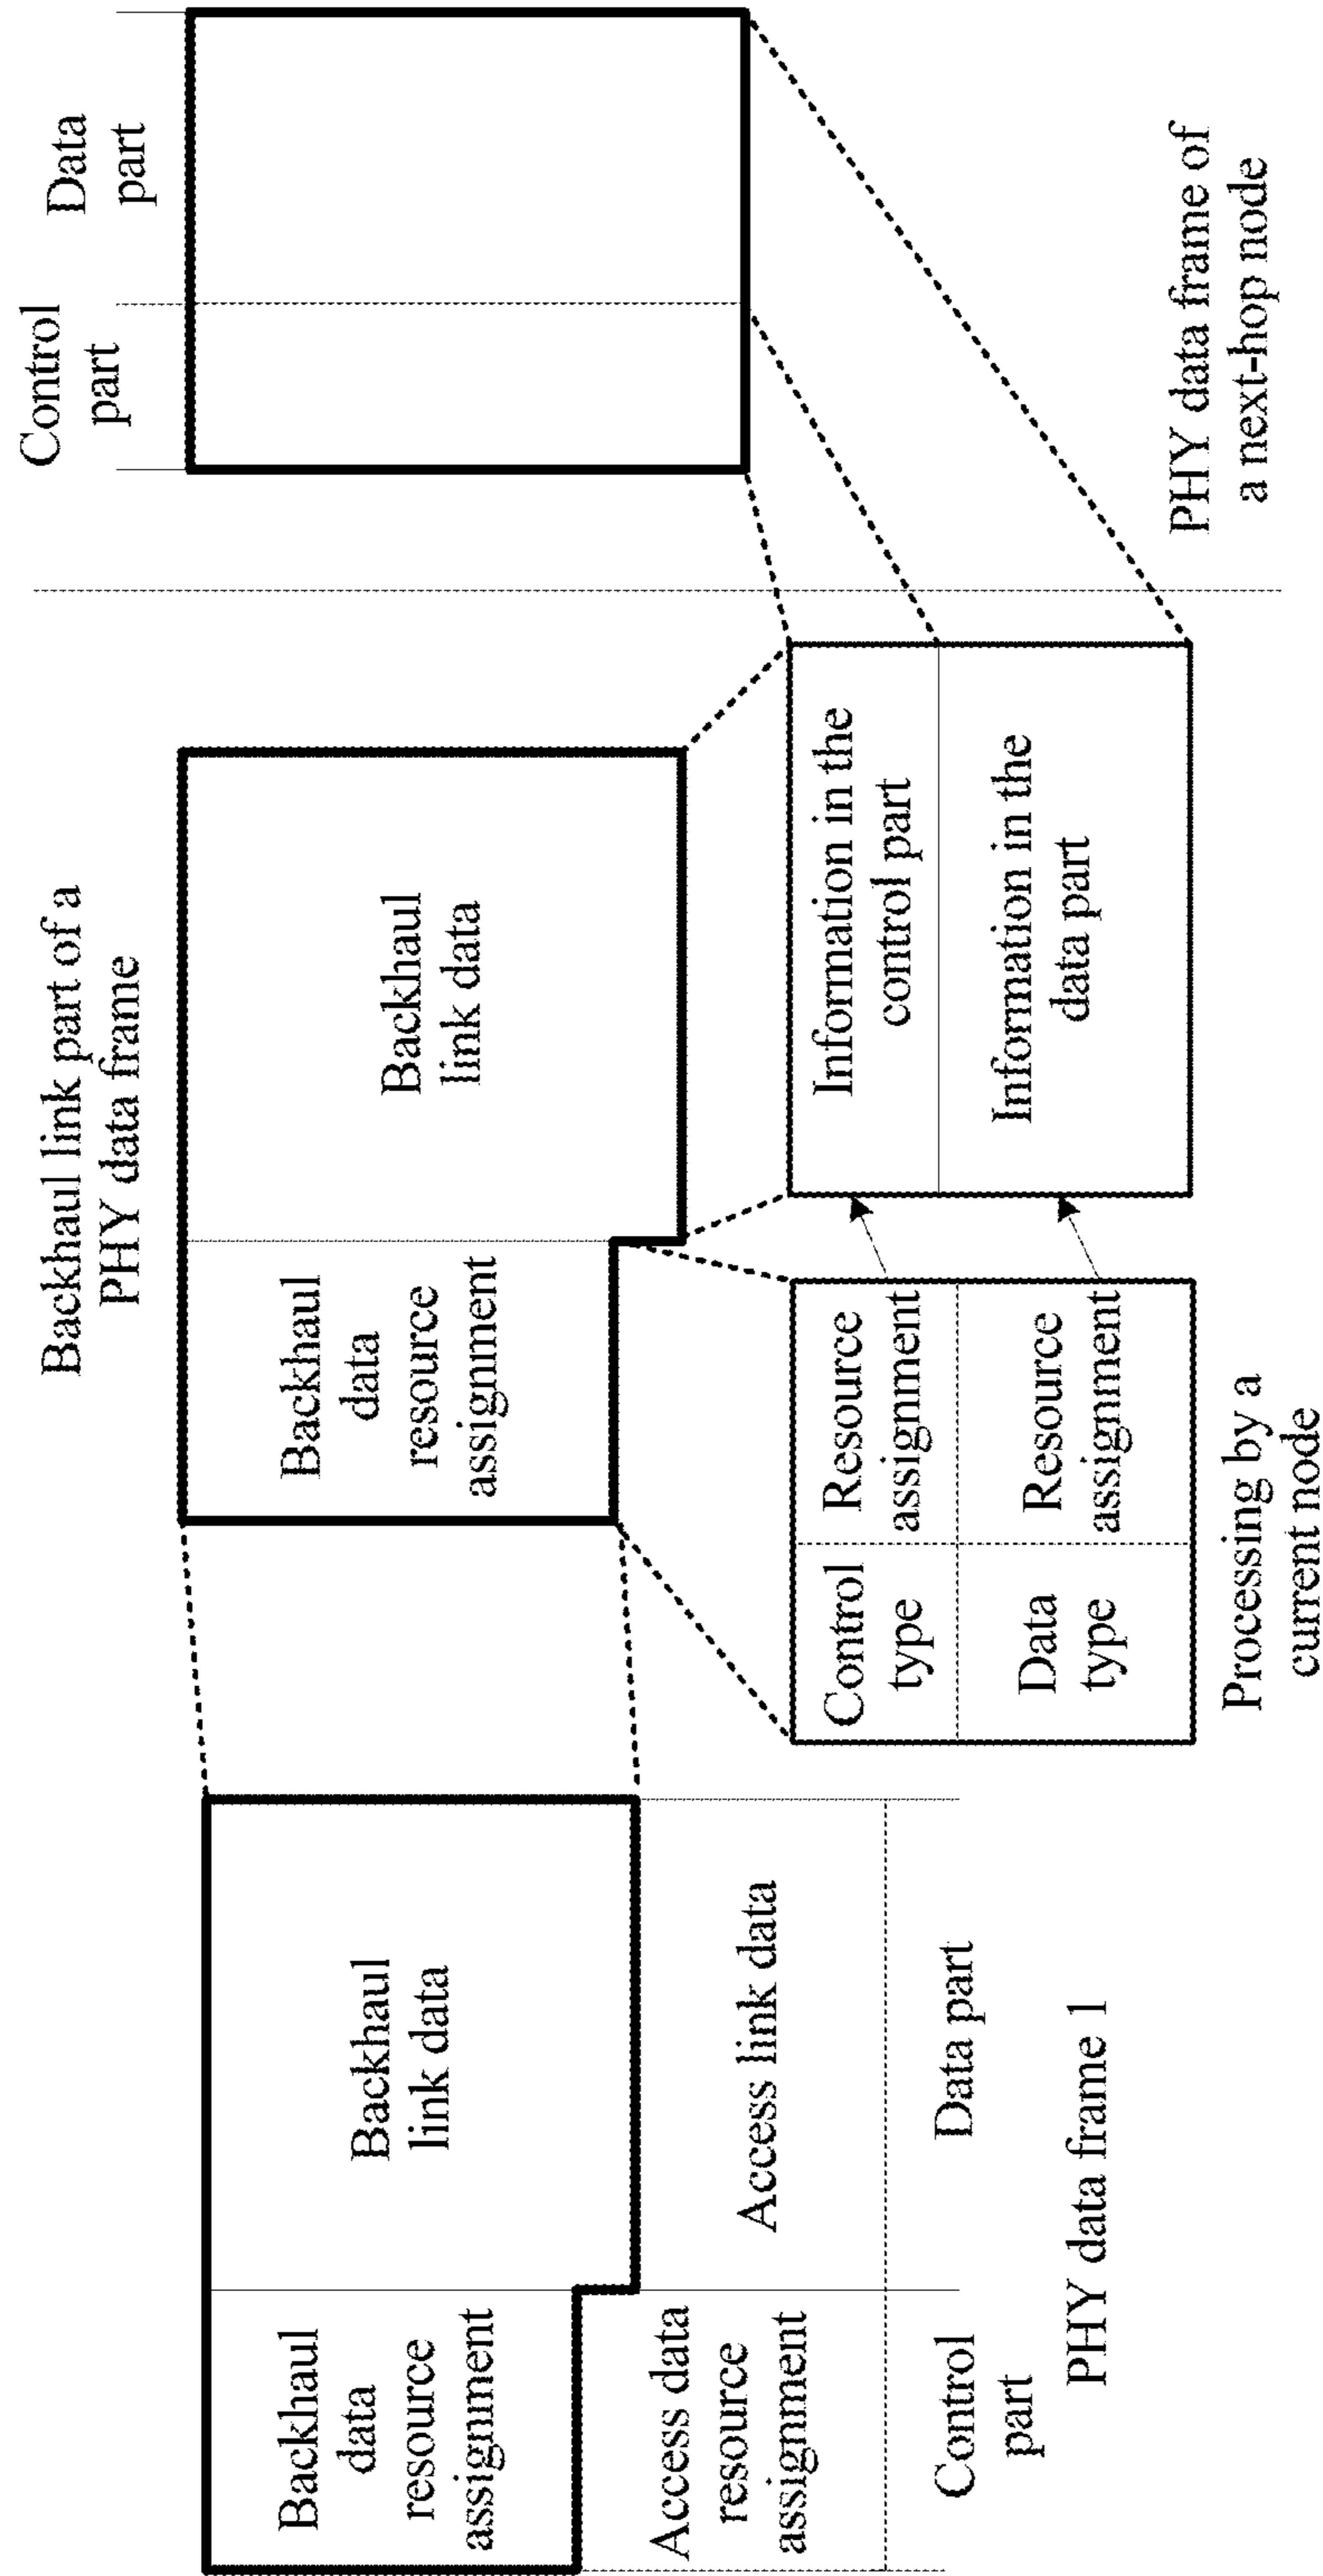 Backhaul
data
resource
assignment
Backhaul
link data
Access data
resource
assignment
Access link data
Control
part
Data part
PHY data frame 1
Backhaul link part of a
PHY data frame
Backhaul
data
resource
assignment
Backhaul
link data
Control
type
Resource
assignment
Data
type
Resource
assignment
Information in the
control part
Information in the
data part
Processing by a
current node
Control
part
Data
part
PHY data frame of
a next-hop node